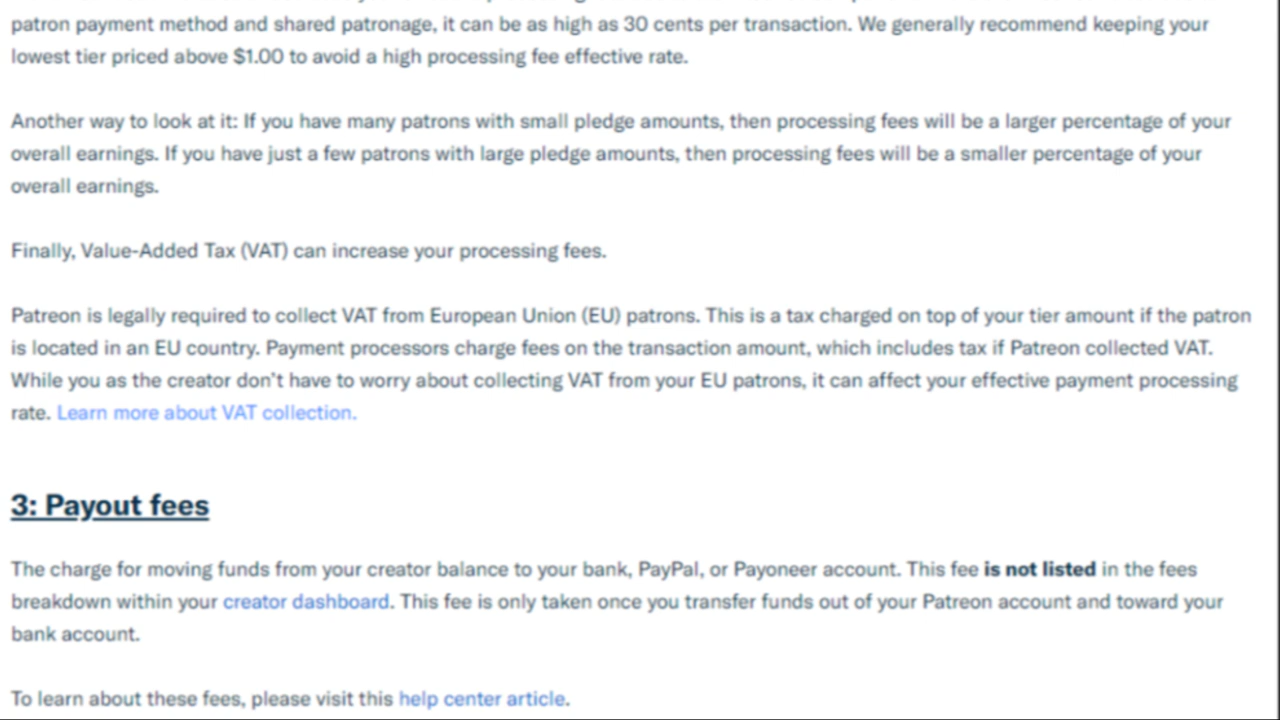 patron payment method and shared patronage, it can be as high as 30 cents per transaction. We generally recommend keeping your
lowest tier priced above $1.00 to avoid a high processing fee effective rate.
Another way to look at it: If you have many patrons with small pledge amounts, then processing fees will be a larger percentage of your
overall earnings. If you have just a few patrons with large pledge amounts, then processing fees will be a smaller percentage of your
overall earnings.
Finally, Value-Added Tax (VAT) can increase your processing fees.
Patreon is legally required to collect VAT from European Union (EU) patrons. This is a tax charged on top of your tier amount if the patron
is located in an EU country. Payment processors charge fees on the transaction amount, which includes tax if Patreon collected VAT.
While you as the creator don't have to worry about collecting VAT from your EU patrons, it can affect your effective payment processing
rate. Learn more about VAT collection.
3: Payout fees
The charge for moving funds from your creator balance to your bank, PayPal, or Payoneer account. This fee is not listed in the fees
breakdown within your creator dashboard. This fee is only taken once you transfer funds out of your Patreon account and toward your
bank account.
To learn about these fees, please visit this help center article.